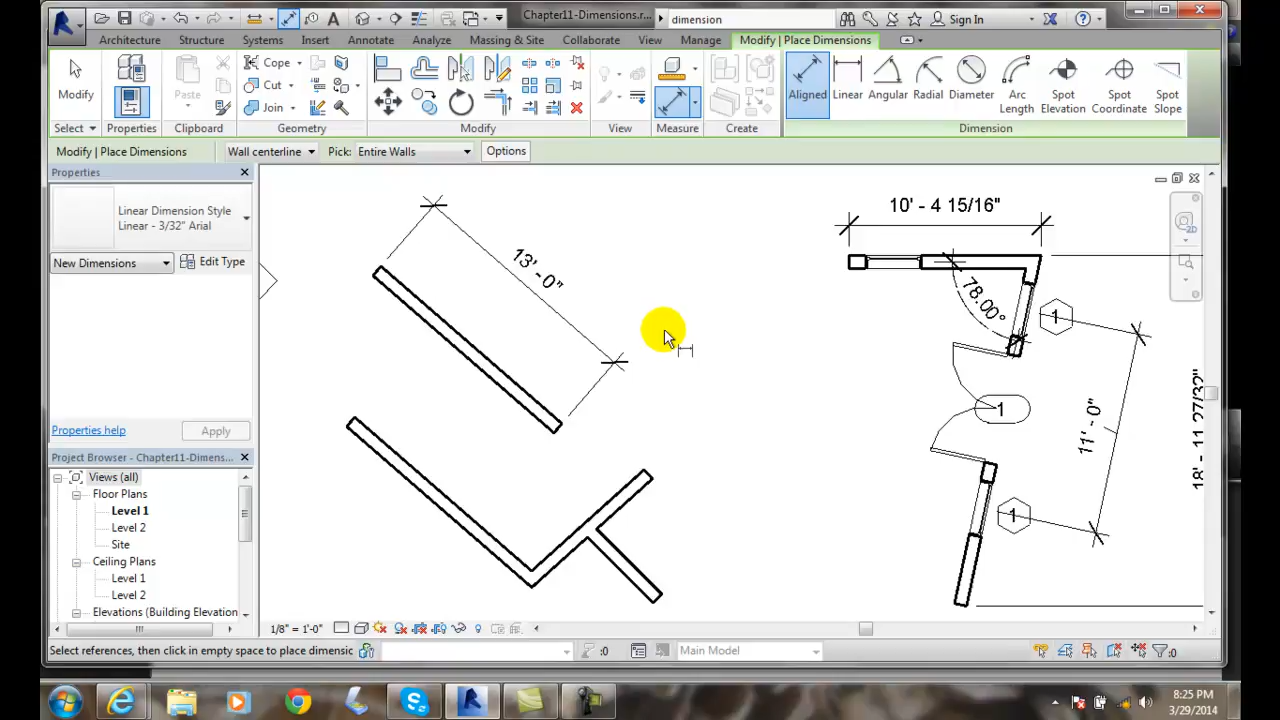 Chapter11-Dimensions.r...
dimension
Sign In
Architecture Structure Systems Insert Annotate Analyze Massing & Site Collaborate View Manage Modify | Place Dimensions
Modify
Properties
Paste
Cope
Cut
Join
Aligned Linear Angular Radial Diameter Arc Length Spot Elevation Spot Coordinate Spot Slope
Select Properties Clipboard Geometry Modify View Measure Create Dimension
Modify | Place Dimensions Wall centerline Pick: Entire Walls Options
Properties
Linear Dimension Style
Linear - 3/32" Arial
New Dimensions Edit Type
Properties help Apply
Project Browser - Chapter11-Dimens...
Views (all)
Floor Plans
Level 1
Level 2
Site
Ceiling Plans
Level 1
Level 2
Elevations (Building Elevation
13' - 0"
10' - 4 15/16"
78.00°
1
1
11' - 0"
18' - 11 27/32"
1
2D
1/8" = 1'-0"
Select references, then click in empty space to place dimensic
:0
Main Model
:0
8:25 PM
3/29/2014